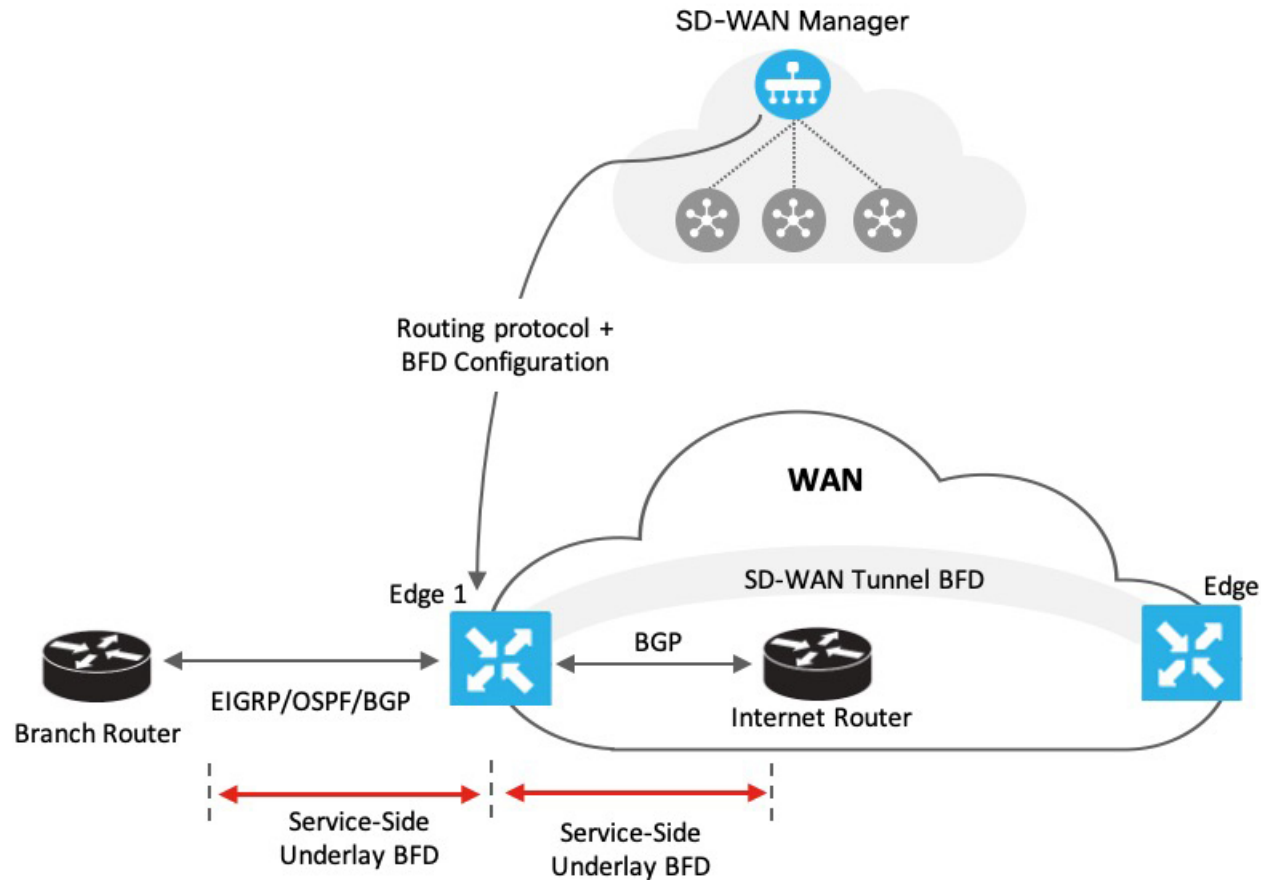 SD-WAN Manager
Routing protocol +
BFD Configuration
WAN
SD-WAN Tunnel BFD
Edge 1
Edge
BGP
EIGRP/OSPF/BGP
Branch Router
Internet Router
Service-Side
Underlay BFD
Service-Side
Underlay BFD